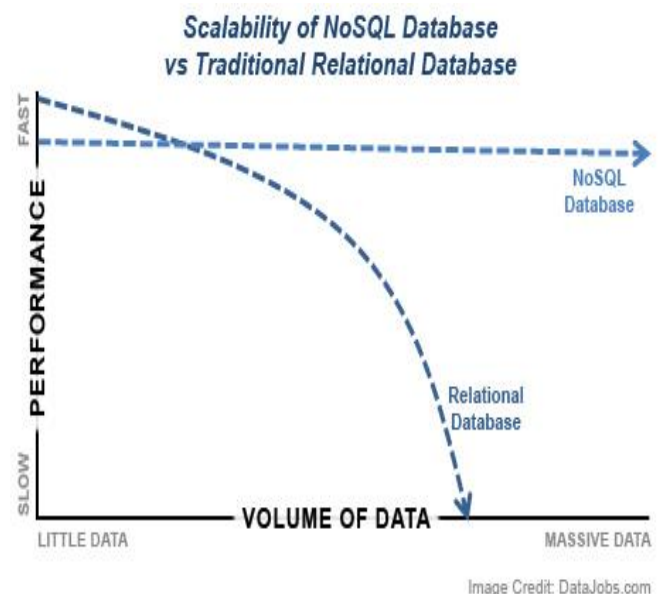 Scalability of NoSQL Database
vs Traditional Relational Database
FAST
PERFORMANCE
SLOW
NoSQL
Database
Relational
Database
VOLUME OF DATA
LITTLE DATA
MASSIVE DATA
Image Credit: DataJobs.com